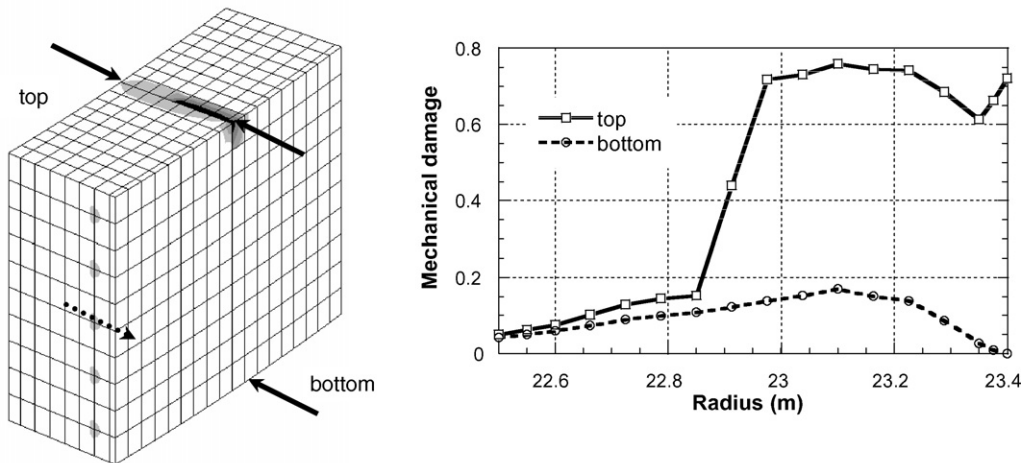 top
bottom
Mechanical damage
0.8
0.6
0.4
0.2
0
top
bottom
22.6
22.8
23
23.2
23.4
Radius (m)